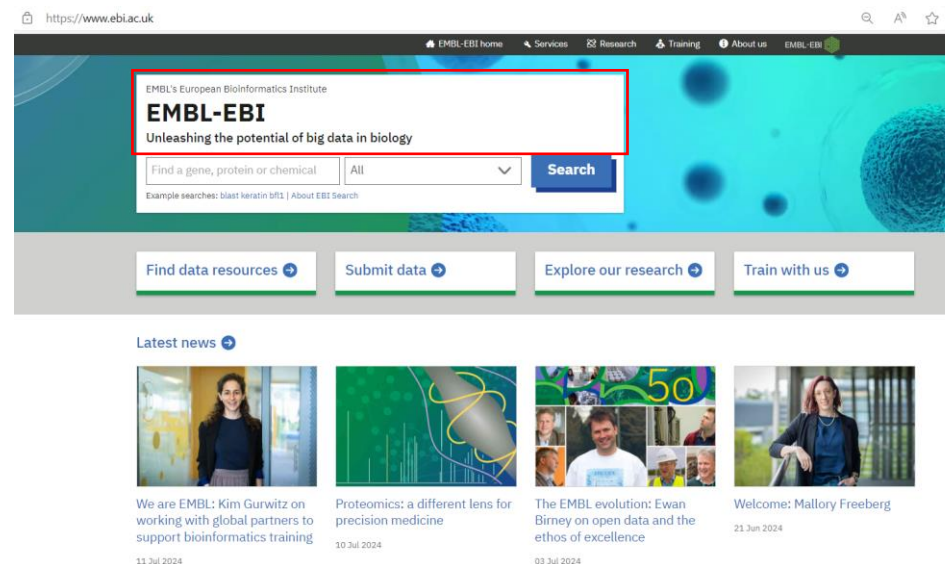 https://www.ebi.ac.uk
EMBL-EBI home Services Research Training About us EMBL-EBI
EMBL's European Bioinformatics Institute
EMBL-EBI
Unleashing the potential of big data in biology
Find a gene, protein or chemical All Search
Example searches: blast keratin bfl1 | About EBI Search
Find data resources Submit data Explore our research Train with us
Latest news
50
We are EMBL: Kim Gurwitz on
working with global partners to
support bioinformatics training
11 Jul 2024
Proteomics: a different lens for
precision medicine
10 Jul 2024
The EMBL evolution: Ewan
Birney on open data and the
ethos of excellence
03 Jul 2024
Welcome: Mallory Freeberg
21 Jun 2024